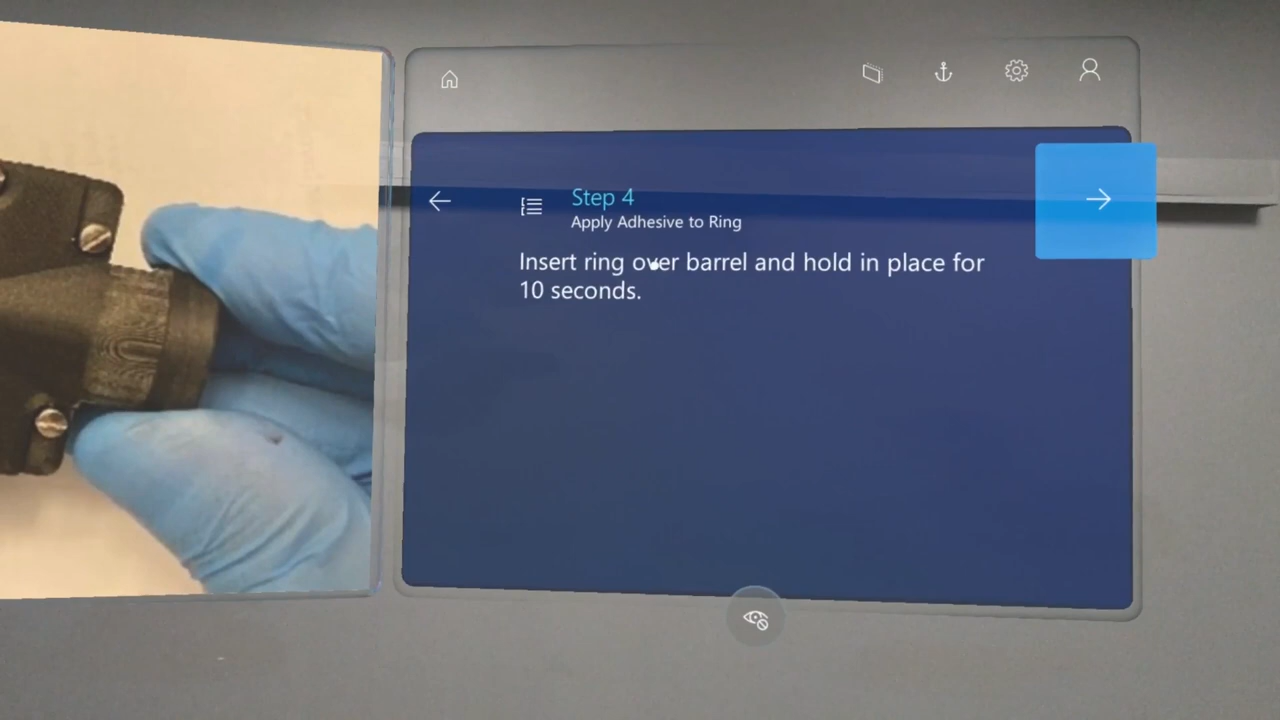 Step 4
Apply Adhesive to Ring
Insert ring over barrel and hold in place for
10 seconds.